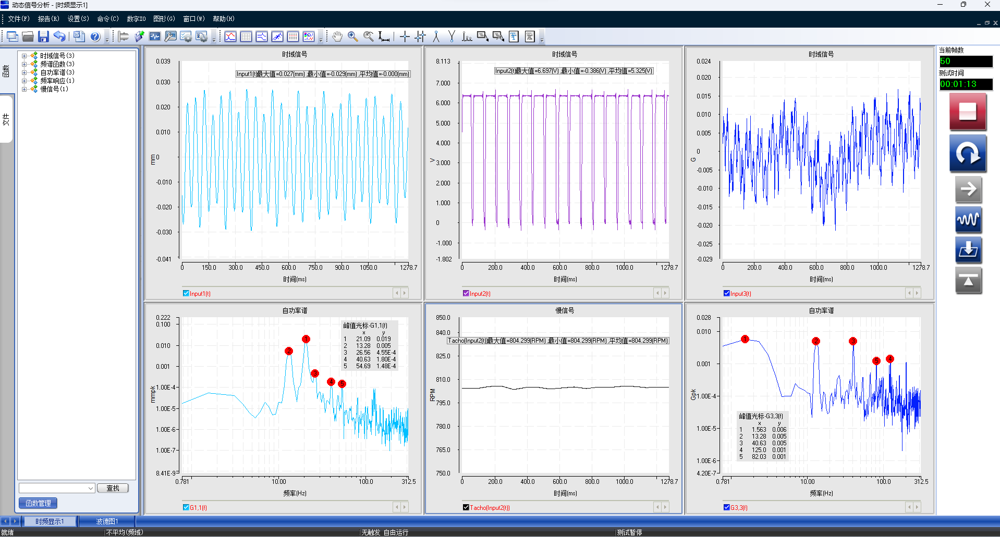 动态信号分析 - [时频显示1]
文件(F) 报告(R) 设置(S) 命令(C) 数字IO 图形(G) 窗口(W) 帮助(H)
函数
文件
时域信号(3)
频谱函数(3)
自功率谱(3)
频率响应(1)
慢信号(1)
查找
函数管理
时域信号
Input1(t)最大值=0.027(mm) ,最小值=-0.029(mm) ,平均值=-0.000(mm)
0.039
0.030
0.020
0.010
0
-0.010
-0.020
-0.030
-0.041
mm
0 150.0 300.0 450.0 600.0 750.0 900.0 1050.0 1278.7
时间(ms)
Input1(t)
时域信号
Input2(t)最大值=6.697(V) ,最小值=-0.386(V) ,平均值=5.325(V)
8.113
7.000
6.000
5.000
4.000
3.000
2.000
1.000
0
-1.000
-1.802
V
0 200.0 400.0 600.0 800.0 1000.0 1278.7
时间(ms)
Input2(t)
时域信号
0.024
0.020
0.015
0.010
0.005
0
-0.005
-0.010
-0.015
-0.020
-0.025
-0.029
G
0 200.0 400.0 600.0 800.0 1000.0 1278.7
时间(ms)
Input3(t)
当前帧数
50
测试时间
00:01:13
自功率谱
0.222
0.100
0.010
0.001
1.00E-4
1.00E-5
1.00E-6
1.00E-7
8.41E-9
mmpk
1
2
3
4
5
峰值光标-G1,1(f)
x y
1 21.09 0.019
2 13.28 0.005
3 26.56 4.55E-4
4 40.63 1.80E-4
5 54.69 1.48E-4
0.781 10.00 100.0 312.5
频率(Hz)
G1,1(f)
慢信号
Tacho(Input2(t))最大值=804.299(RPM) ,最小值=804.299(RPM) ,平均值=804.299(RPM)
850.0
840.0
825.0
810.0
795.0
780.0
765.0
750.0
RPM
0 200.0 400.0 600.0 800.0 1000.0 1278.7
时间(ms)
Tacho(Input2(t))
自功率谱
0.028
0.010
0.001
1.00E-4
1.00E-5
1.00E-6
4.20E-7
Gpk
1
2
3
4
5
峰值光标-G3,3(f)
x y
1 1.563 0.006
2 13.28 0.005
3 40.63 0.005
4 125.0 0.001
5 82.03 0.001
0.781 10.00 100.0 312.5
频率(Hz)
G3,3(f)
时频显示1 波德图1
就绪 不平均(频域) 无触发 自由运行 测试暂停